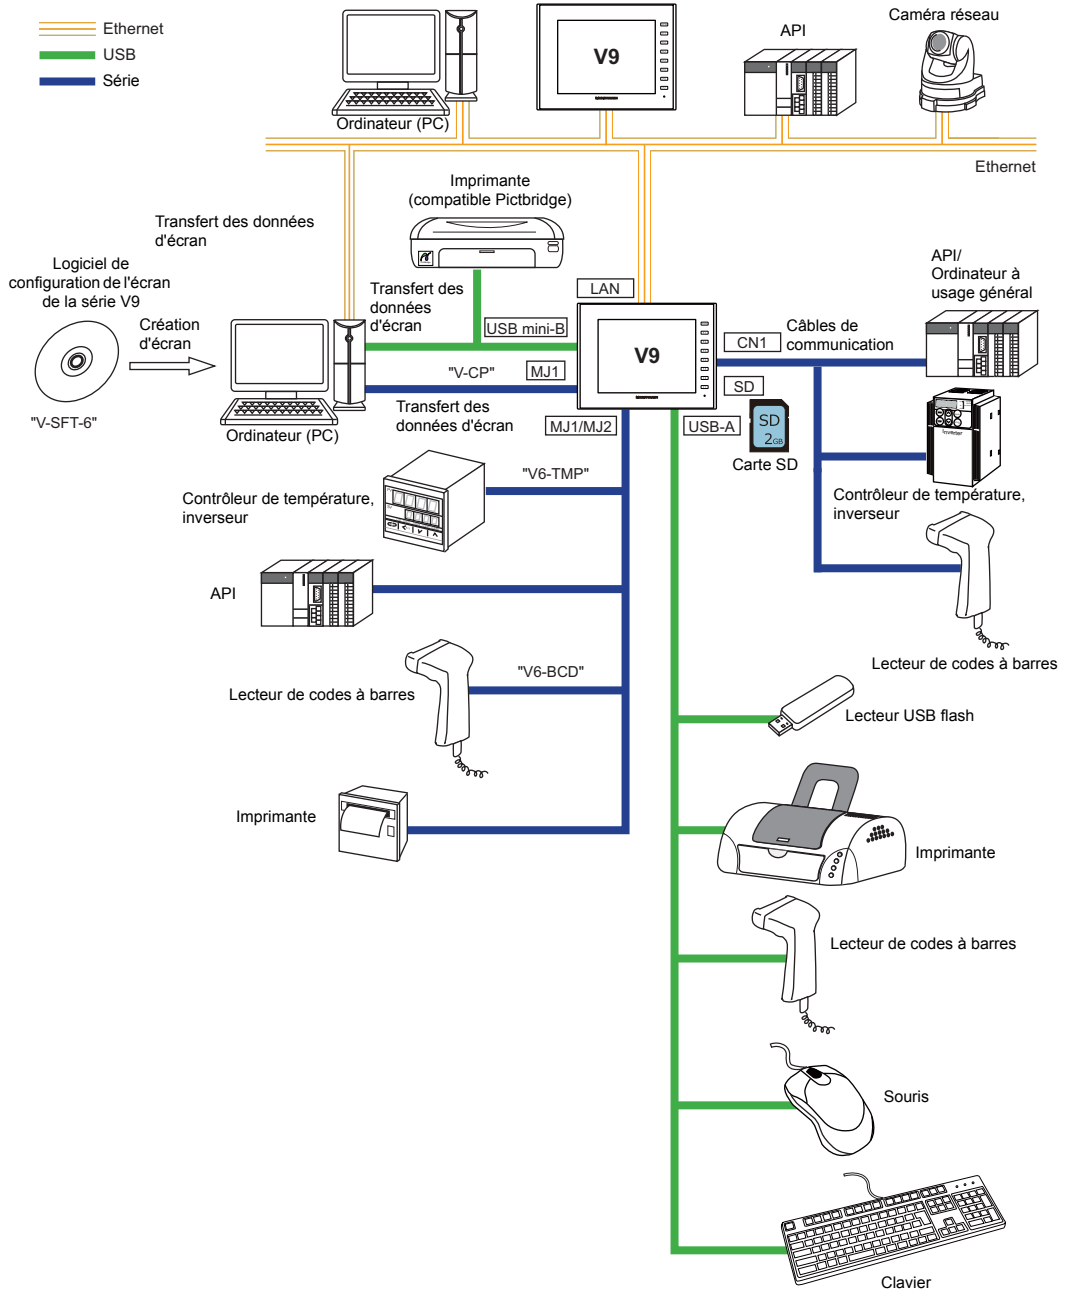 Ethernet
USB
Série
Ordinateur (PC)
V9
API
Caméra réseau
Ethernet
Imprimante
(compatible Pictbridge)
Transfert des données
d'écran
Logiciel de
configuration de l'écran
de la série V9
Création
d'écran
"V-SFT-6"
Ordinateur (PC)
Transfert des
données
d'écran
USB mini-B
LAN
"V-CP"
MJ1
Transfert des
données d'écran
V9
CN1
Câbles de
communication
API/
Ordinateur à
usage général
SD
SD
2GB
Carte SD
MJ1/MJ2
USB-A
Contrôleur de température,
inverseur
Lecteur de codes à barres
"V6-TMP"
Contrôleur de température,
inverseur
API
"V6-BCD"
Lecteur de codes à barres
Imprimante
Lecteur USB flash
Imprimante
Lecteur de codes à barres
Souris
Clavier